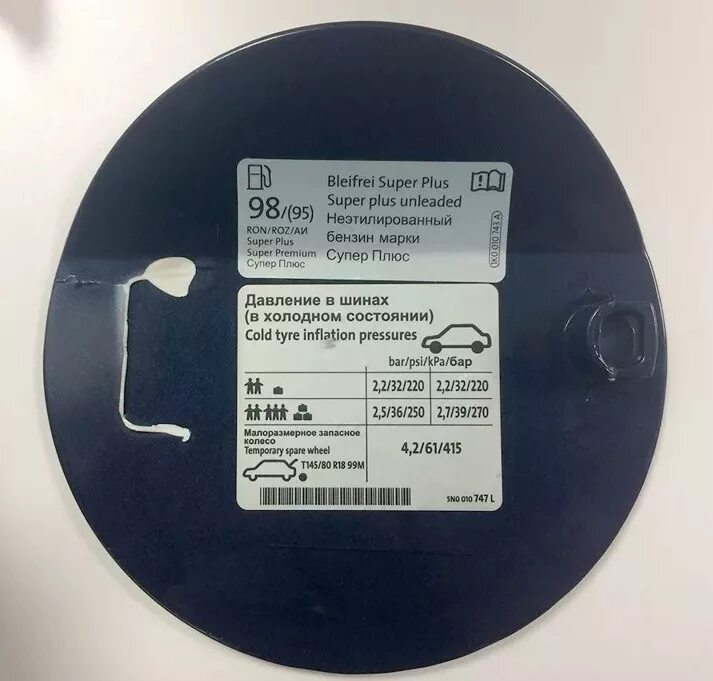 98/(95)
RON/ROZ/АИ
Super Plus
Super Premium
Супер Плюс
Bleifrei Super Plus
Super plus unleaded
Неэтилированный
бензин марки
Супер Плюс
1K0 010 743 A
Давление в шинах
(в холодном состоянии)
Cold tyre inflation pressures
bar/psi/kPa/бар
2,2/32/220 2,2/32/220
2,5/36/250 2,7/39/270
Малоразмерное запасное
колесо
Temporary spare wheel
T145/80 R18 99M
4,2/61/415
5N0 010 747 L